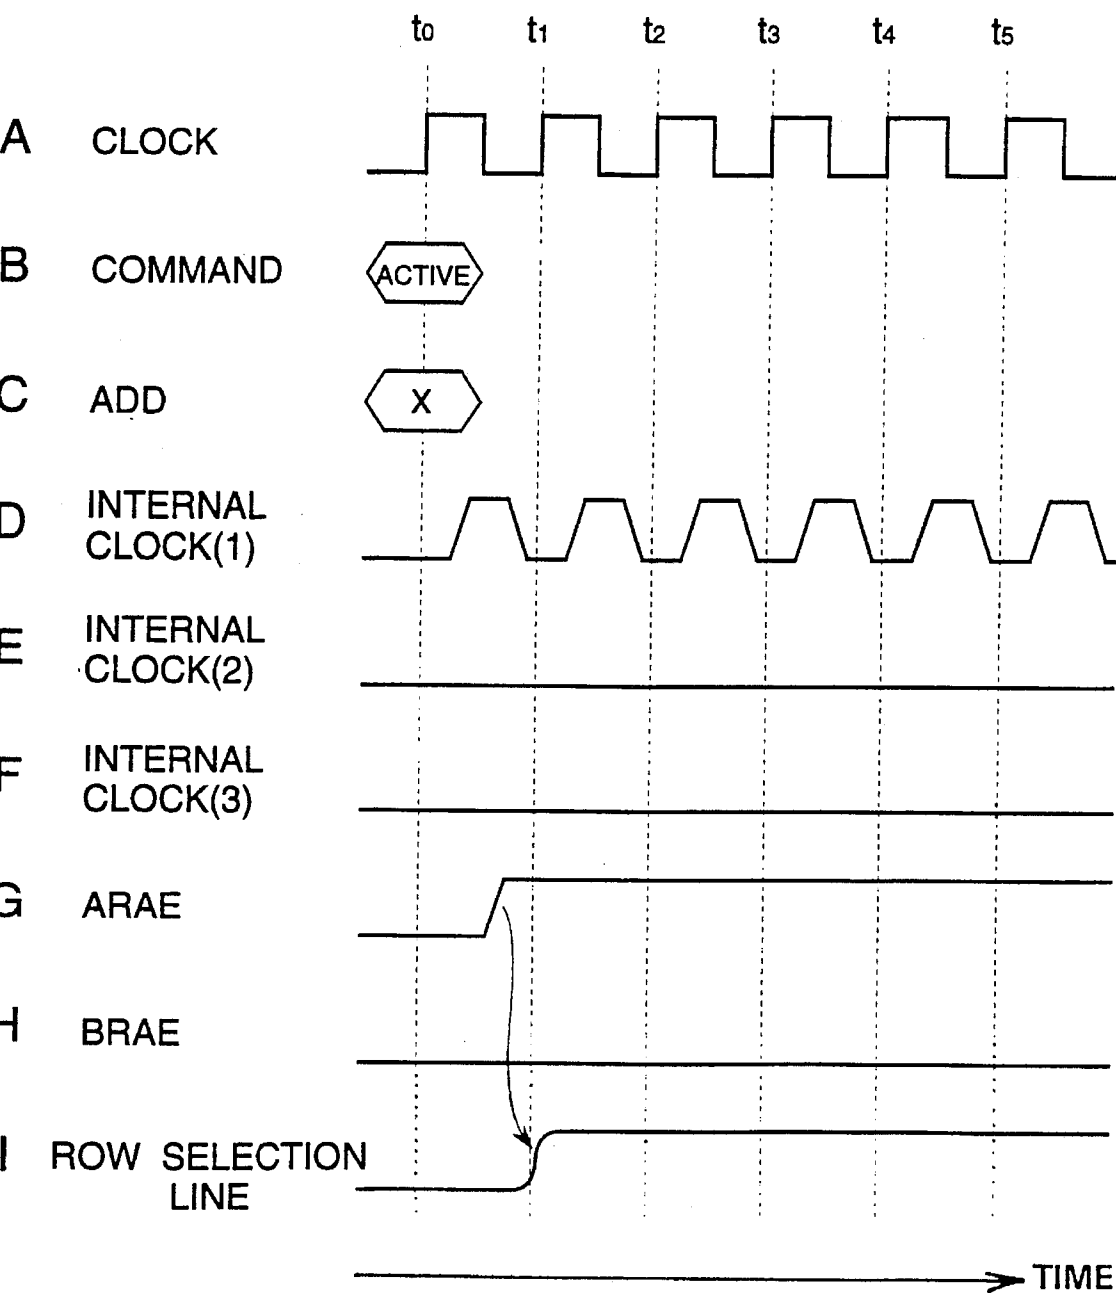 t0 t1 t2 t3 t4 t5
A CLOCK
B COMMAND ACTIVE
C ADD X
D INTERNAL CLOCK(1)
E INTERNAL CLOCK(2)
F INTERNAL CLOCK(3)
G ARAE
H BRAE
I ROW SELECTION LINE
TIME